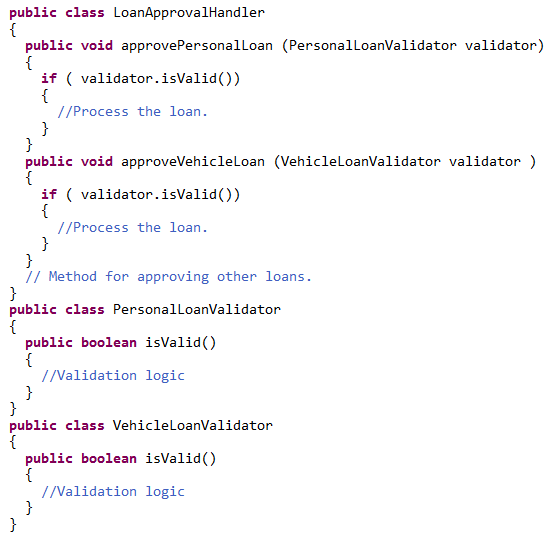 public class LoanApprovalHandler
{
  public void approvePersonalLoan (PersonalLoanValidator validator)
  {
    if ( validator.isValid())
    {
      //Process the loan.
    }
  }
  public void approveVehicleLoan (VehicleLoanValidator validator )
  {
    if ( validator.isValid())
    {
      //Process the loan.
    }
  }
  // Method for approving other loans.
}
public class PersonalLoanValidator
{
  public boolean isValid()
  {
    //Validation logic
  }
}
public class VehicleLoanValidator
{
  public boolean isValid()
  {
    //Validation logic
  }
}